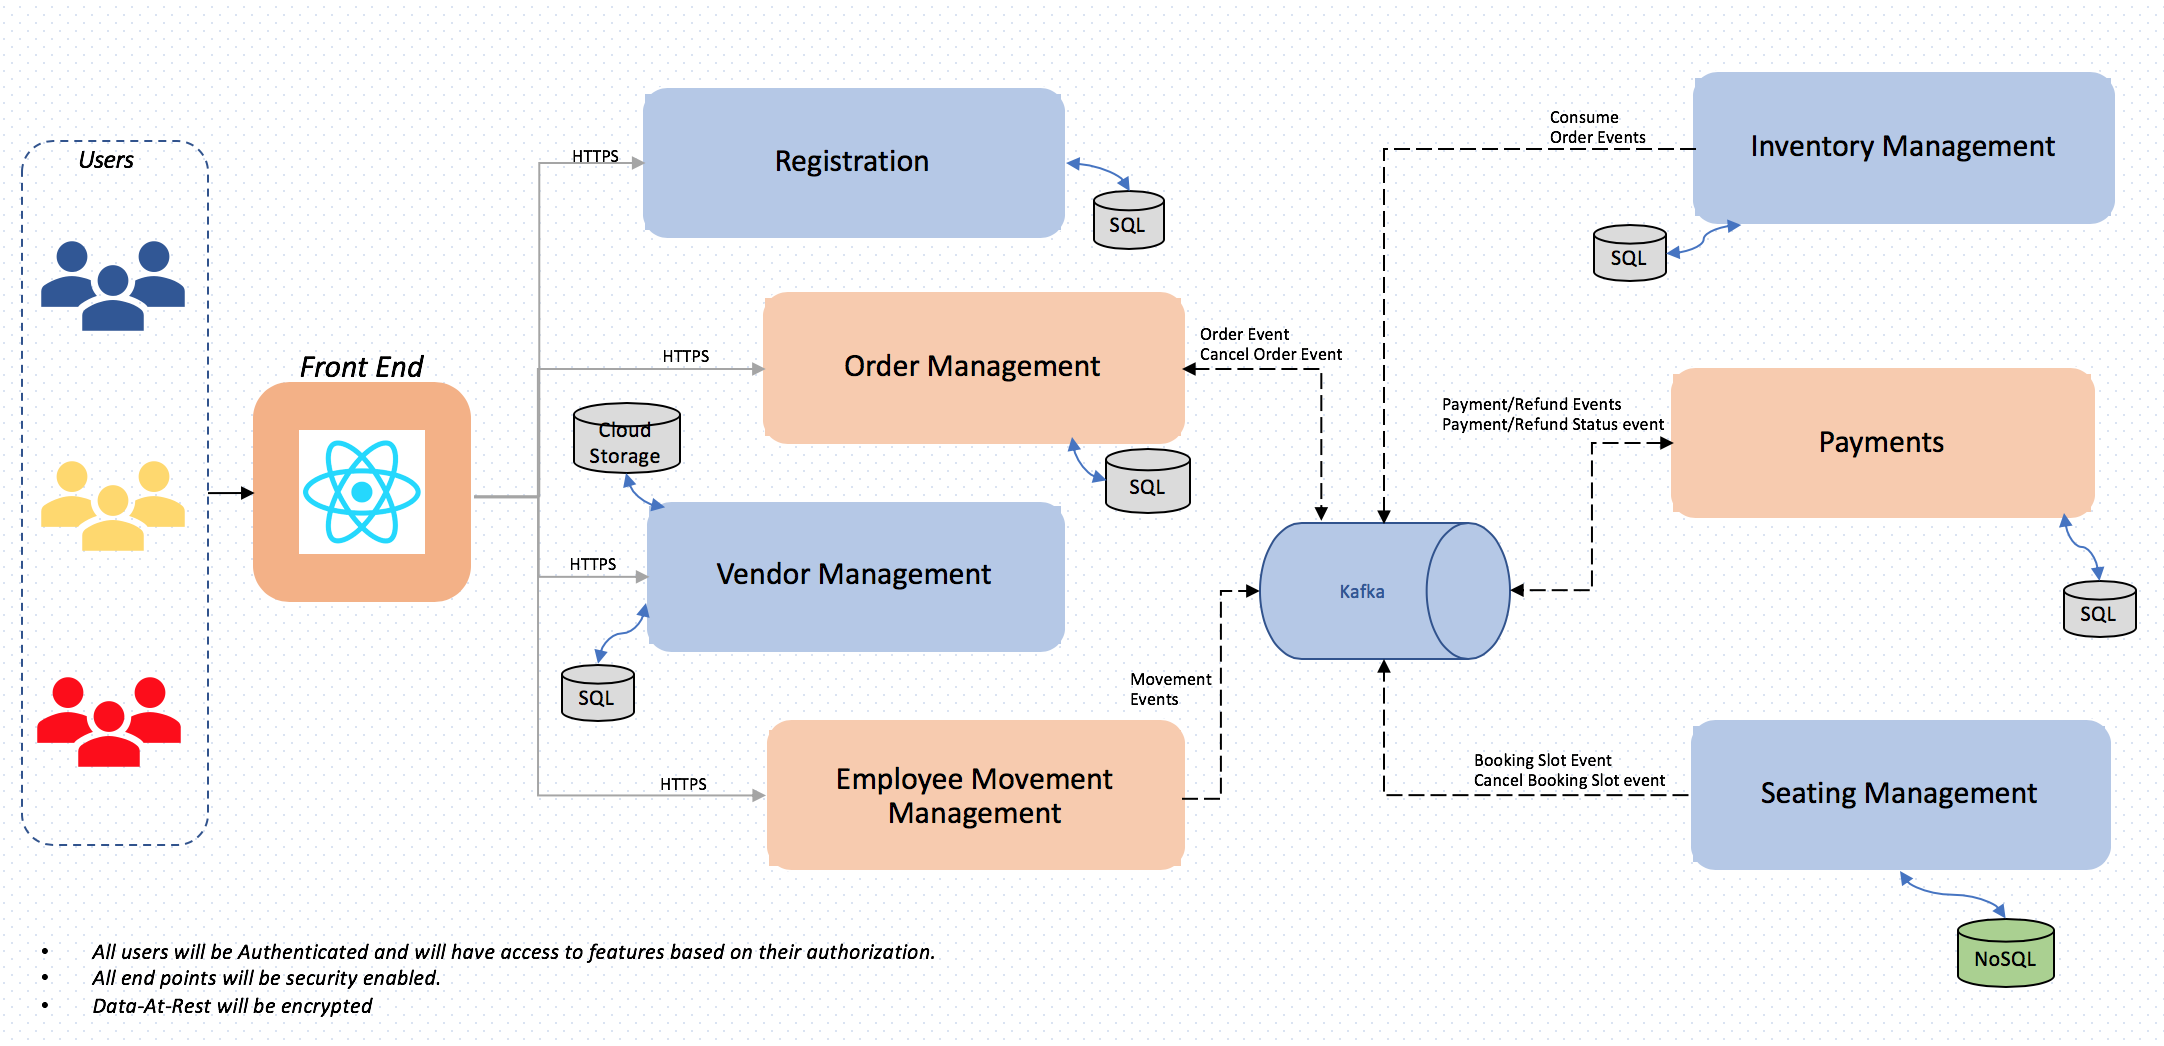 Users
Front End
HTTPS
Registration
SQL
HTTPS
Order Management
Order Event
Cancel Order Event
SQL
Cloud
Storage
HTTPS
Vendor Management
SQL
HTTPS
Employee Movement
Management
Movement
Events
Kafka
Consume
Order Events
Inventory Management
SQL
Payment/Refund Events
Payment/Refund Status event
Payments
SQL
Booking Slot Event
Cancel Booking Slot event
Seating Management
NoSQL
• All users will be Authenticated and will have access to features based on their authorization.
• All end points will be security enabled.
• Data-At-Rest will be encrypted